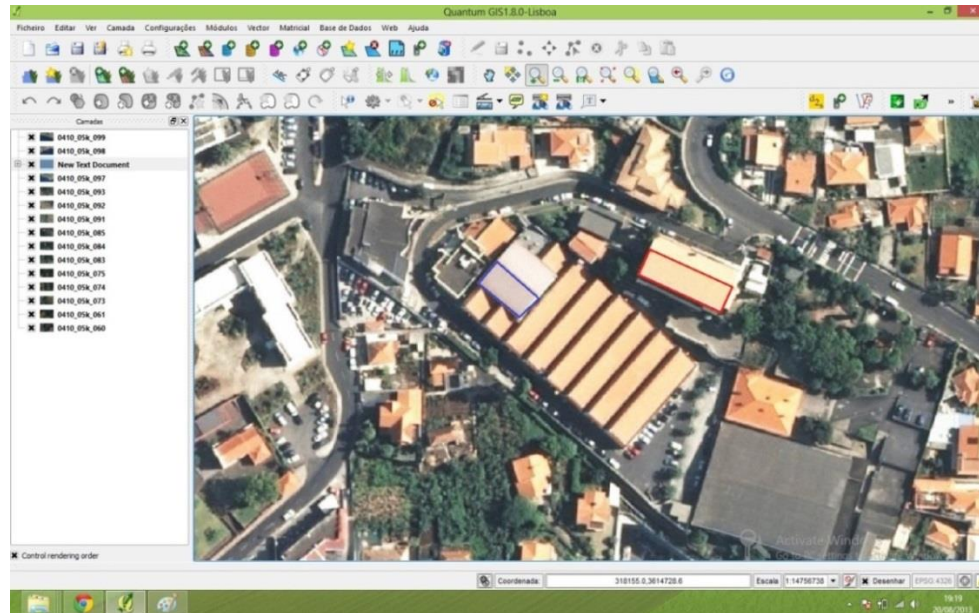 Quantum GIS1.8.0-Lisboa
Ficheiro Editar Ver Camada Configurações Módulos Vector Matricial Base de Dados Web Ajuda
Camadas
0410_05k_099
0410_05k_098
New Text Document
0410_05k_097
0410_05k_093
0410_05k_092
0410_05k_091
0410_05k_085
0410_05k_084
0410_05k_083
0410_05k_075
0410_05k_074
0410_05k_073
0410_05k_061
0410_05k_060
Control rendering order
Activate Windows
Coordenada: 318155.0,3614728.6 Escala 1:14756738 Desenhar EPSG:4326
19:19